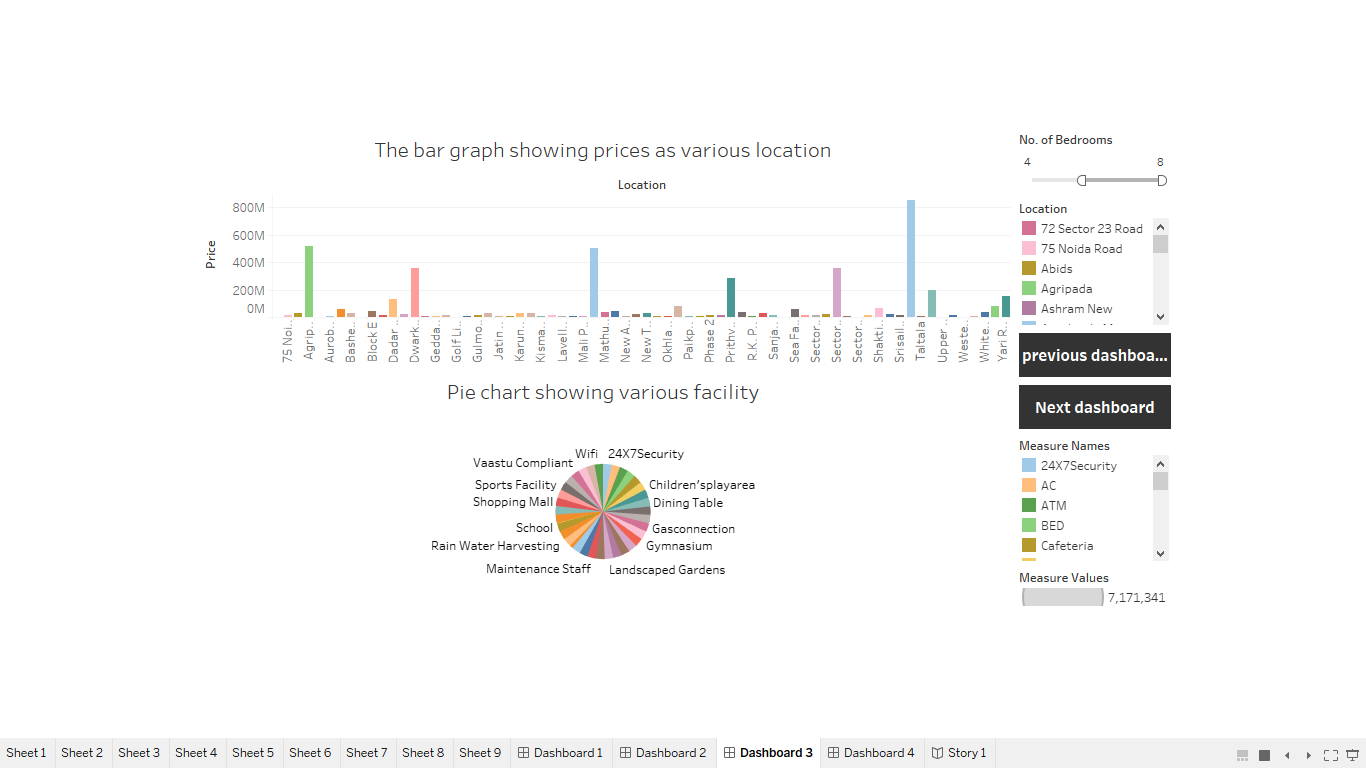 The bar graph showing prices as various location
Location
Price
800M
600M
400M
200M
0M
75 Noi..
Agrip..
Aurob..
Bashe..
Block E
Dadar ..
Dwark..
Gedda..
Golf Li..
Gulmo..
Jatin ..
Karun..
Kisma..
Lavell..
Mali P..
Mathu..
New A..
New T..
Okhla..
Parkp..
Phase 2
Prithv..
R.K. P..
Sanja..
Sea Fa..
Sector..
Sector..
Sector..
Shakti..
Srisail..
Taltala
Upper ..
Weste..
White..
Yari R..
Pie chart showing various facility
Wifi
24X7Security
Vaastu Compliant
Sports Facility
Children'splayarea
Shopping Mall
Dining Table
School
Gasconnection
Rain Water Harvesting
Gymnasium
Maintenance Staff
Landscaped Gardens
No. of Bedrooms
4
8
Location
72 Sector 23 Road
75 Noida Road
Abids
Agripada
Ashram New
previous dashboa...
Next dashboard
Measure Names
24X7Security
AC
ATM
BED
Cafeteria
Measure Values
7,171,341
Sheet 1
Sheet 2
Sheet 3
Sheet 4
Sheet 5
Sheet 6
Sheet 7
Sheet 8
Sheet 9
Dashboard 1
Dashboard 2
Dashboard 3
Dashboard 4
Story 1